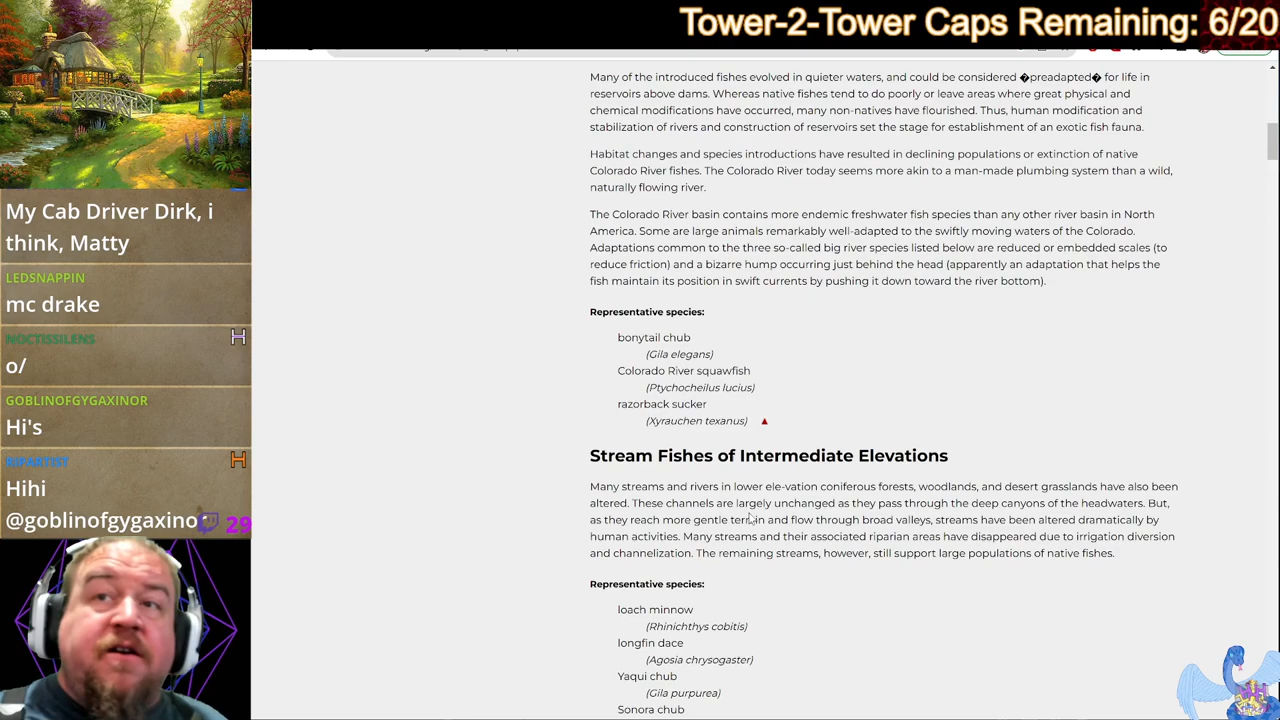 Tower-2-Tower Caps Remaining: 6/20
My Cab Driver Dirk, i
think, Matty
LEDSNAPPIN
mc drake
NOCTISSILENS
o/
GOBLINOFGYGAXINOR
Hi's
Hihi
@goblinofgygaxino
29
Many of the introduced fishes evolved in quieter waters, and could be considered �preadapted� for life in
reservoirs above dams. Whereas native fishes tend to do poorly or leave areas where great physical and
chemical modifications have occurred, many non-natives have flourished. Thus, human modification and
stabilization of rivers and construction of reservoirs set the stage for establishment of an exotic fish fauna.
Habitat changes and species introductions have resulted in declining populations or extinction of native
Colorado River fishes. The Colorado River today seems more akin to a man-made plumbing system than a wild,
naturally flowing river.
The Colorado River basin contains more endemic freshwater fish species than any other river basin in North
America. Some are large animals remarkably well-adapted to the swiftly moving waters of the Colorado.
Adaptations common to the three so-called big river species listed below are reduced or embedded scales (to
reduce friction) and a bizarre hump occurring just behind the head (apparently an adaptation that helps the
fish maintain its position in swift currents by pushing it down toward the river bottom).
Representative species:
bonytail chub
(Gila elegans)
Colorado River squawfish
(Ptychocheilus lucius)
razorback sucker
(Xyrauchen texanus)
Stream Fishes of Intermediate Elevations
Many streams and rivers in lower ele-vation coniferous forests, woodlands, and desert grasslands have also been
altered. These channels are largely unchanged as they pass through the deep canyons of the headwaters. But,
as they reach more gentle terrain and flow through broad valleys, streams have been altered dramatically by
human activities. Many streams and their associated riparian areas have disappeared due to irrigation diversion
and channelization. The remaining streams, however, still support large populations of native fishes.
Representative species:
loach minnow
(Rhinichthys cobitis)
longfin dace
(Agosia chrysogaster)
Yaqui chub
(Gila purpurea)
Sonora chub